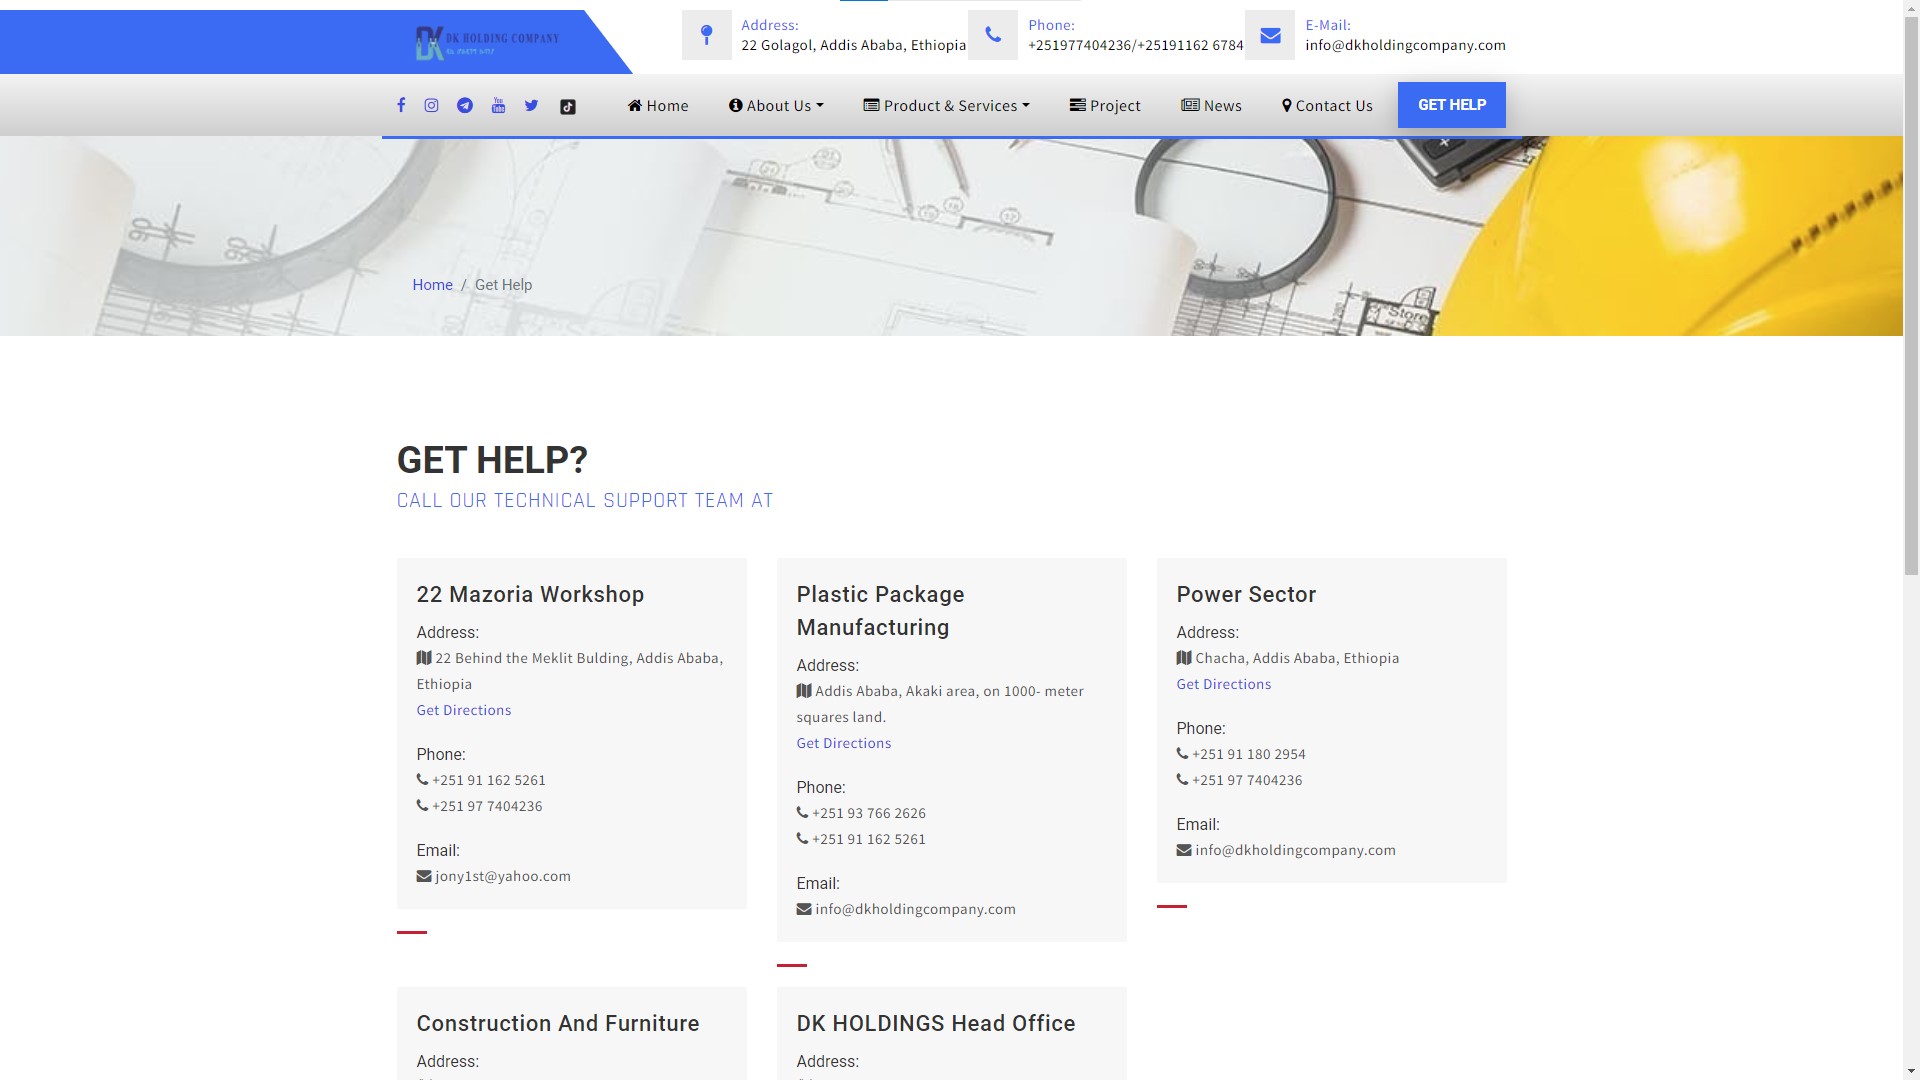 DK HOLDING COMPANY
Address:
22 Golagol, Addis Ababa, Ethiopia
Phone:
+251977404236/+25191162 6784
E-Mail:
info@dkholdingcompany.com
Home
About Us
Product & Services
Project
News
Contact Us
GET HELP
Home / Get Help
Store
GET HELP?
CALL OUR TECHNICAL SUPPORT TEAM AT
22 Mazoria Workshop
Address:
22 Behind the Meklit Bulding, Addis Ababa,
Ethiopia
Get Directions
Phone:
+251 91 162 5261
+251 97 7404236
Email:
jony1st@yahoo.com
Plastic Package
Manufacturing
Address:
Addis Ababa, Akaki area, on 1000- meter
squares land.
Get Directions
Phone:
+251 93 766 2626
+251 91 162 5261
Email:
info@dkholdingcompany.com
Power Sector
Address:
Chacha, Addis Ababa, Ethiopia
Get Directions
Phone:
+251 91 180 2954
+251 97 7404236
Email:
info@dkholdingcompany.com
Construction And Furniture
Address:
DK HOLDINGS Head Office
Address: